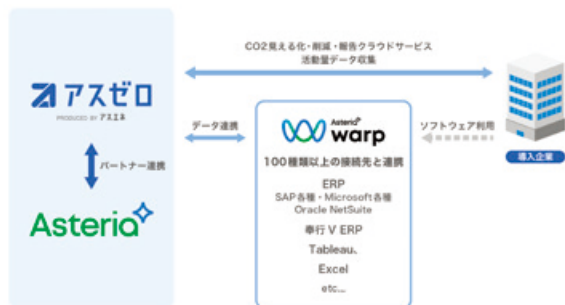 CO2見える化・削減・報告クラウドサービス
活動量データ収集
アスゼロ
PRODUCED BY アスエネ
データ連携
パートナー連携
Asteria
Asteria
warp
100種類以上の接続先と連携
ERP
SAP各種・Microsoft各種
Oracle NetSuite
奉行 V ERP
Tableau、
Excel
etc...
ソフトウェア利用
導入企業